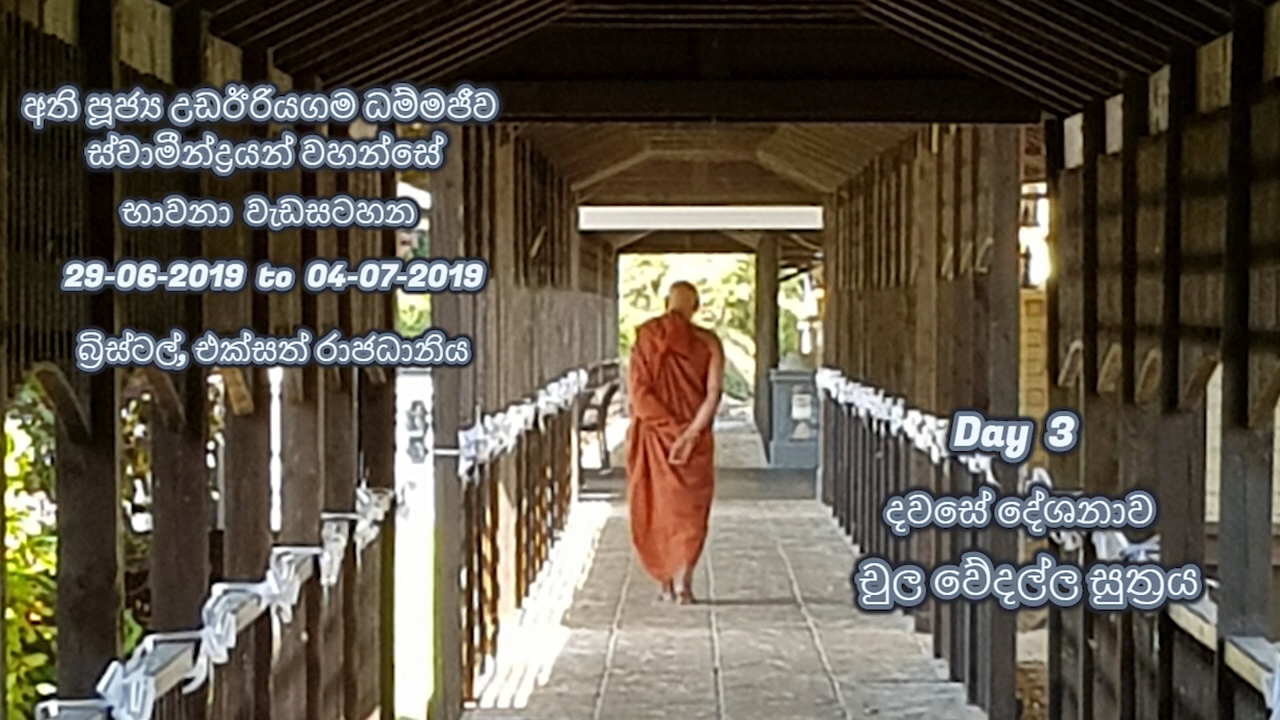 අති පූජ්‍ය උඩඊරියගම ධම්මජීව
ස්වාමීන්ද්‍රයන් වහන්සේ
භාවනා වැඩසටහන
29-06-2019 to 04-07-2019
බ්‍රිස්ටල්, එක්සත් රාජධානිය
Day 3
දවසේ දේශනාව
චුල වේදල්ල සුත්‍රය